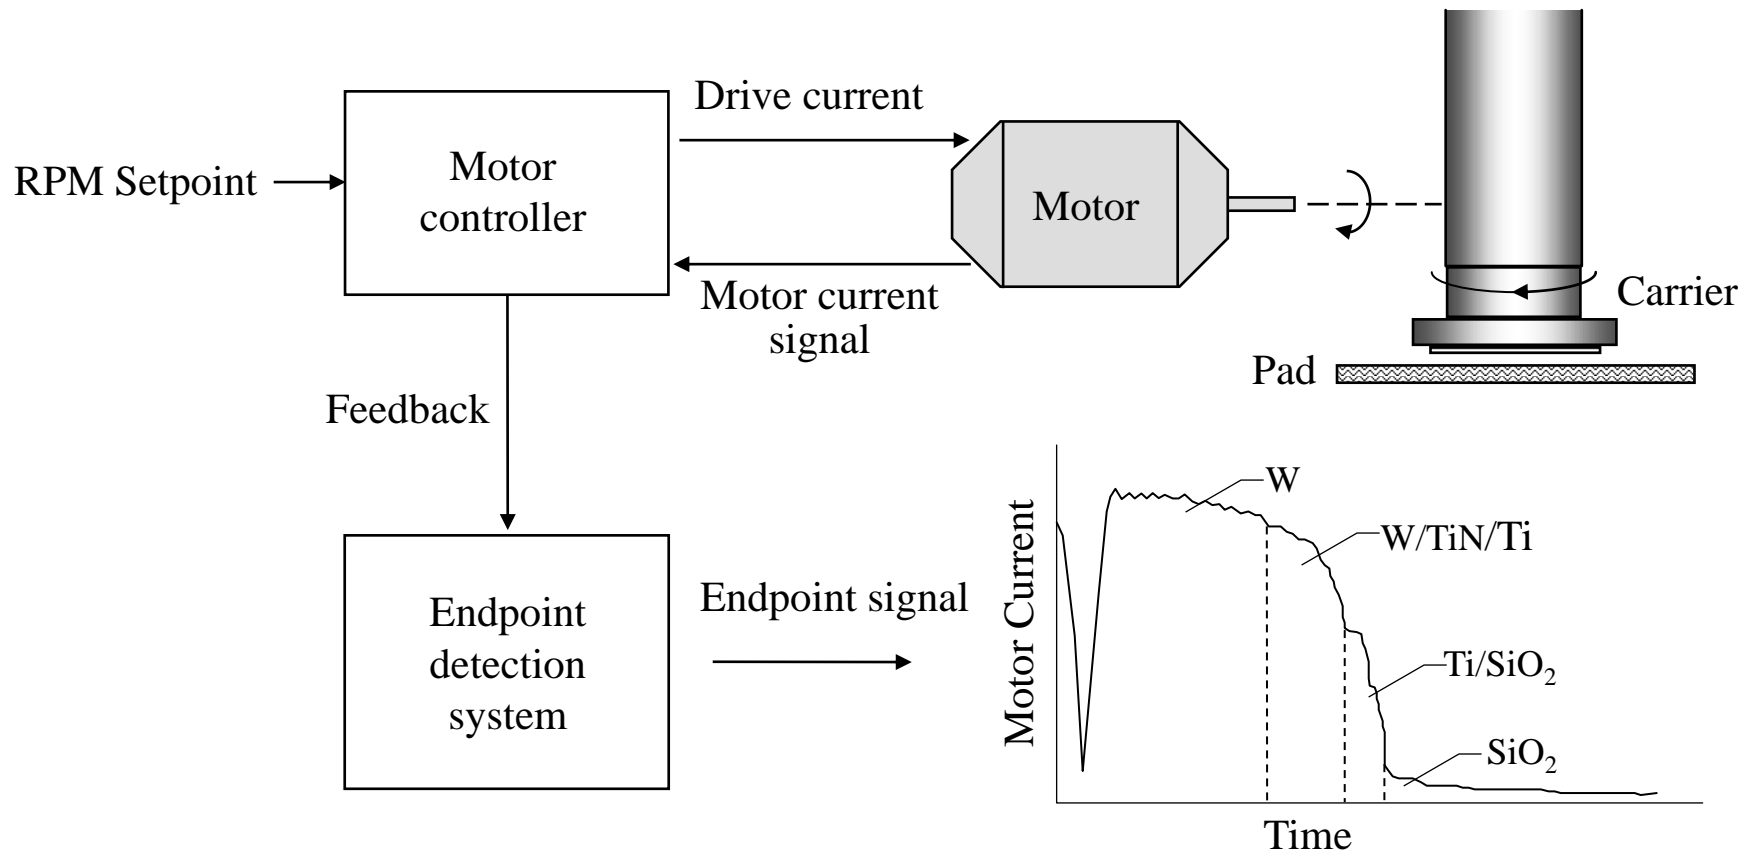 Drive current
RPM Setpoint
Motor
controller
Motor
Motor current
signal
Carrier
Pad
Feedback
W
W/TiN/Ti
Motor Current
Endpoint
detection
system
Endpoint signal
Ti/SiO₂
SiO₂
Time